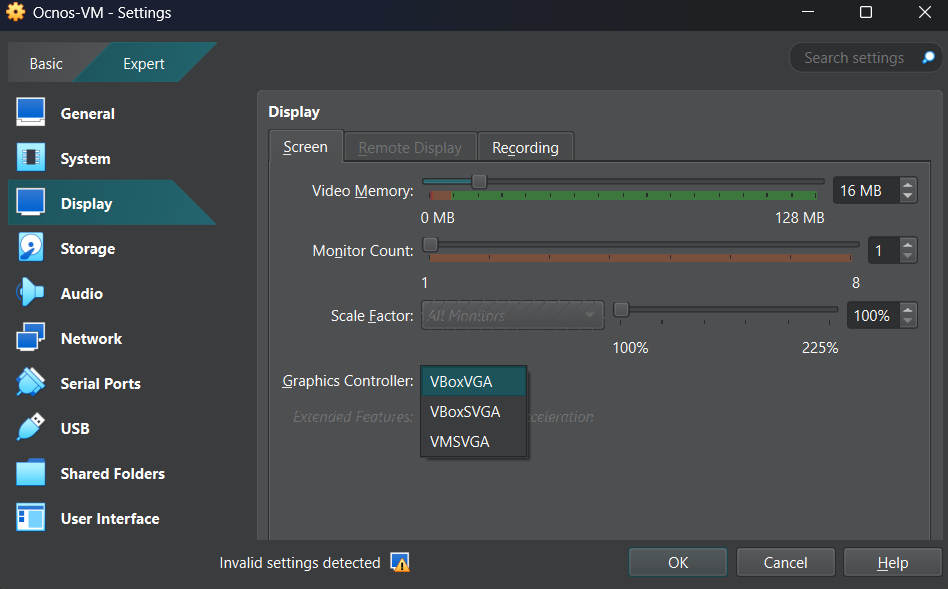 Ocnos-VM - Settings
Basic
Expert
Search settings
General
System
Display
Storage
Audio
Network
Serial Ports
USB
Shared Folders
User Interface
Display
Screen
Remote Display
Recording
Video Memory:
16 MB
0 MB
128 MB
Monitor Count:
1
1
8
Scale Factor:
All Monitors
100%
100%
225%
Graphics Controller:
VBoxVGA
VBoxSVGA
VMSVGA
Extended Features:
Invalid settings detected
OK
Cancel
Help